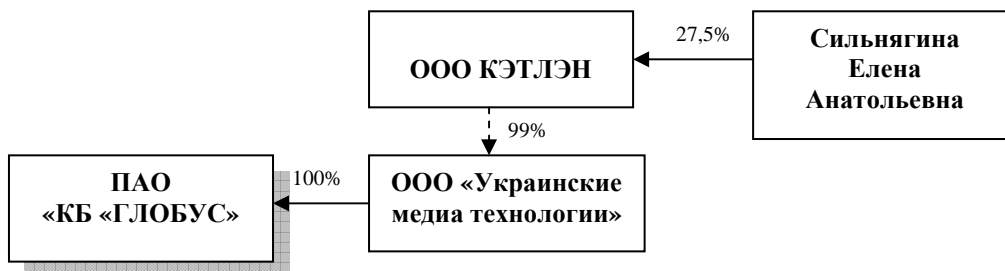 27,5%
ООО КЭТЛЭН
Сильнягина
Елена
Анатольевна
99%
ПАО
«КБ «ГЛОБУС»
100%
ООО «Украинские
медиа технологии»